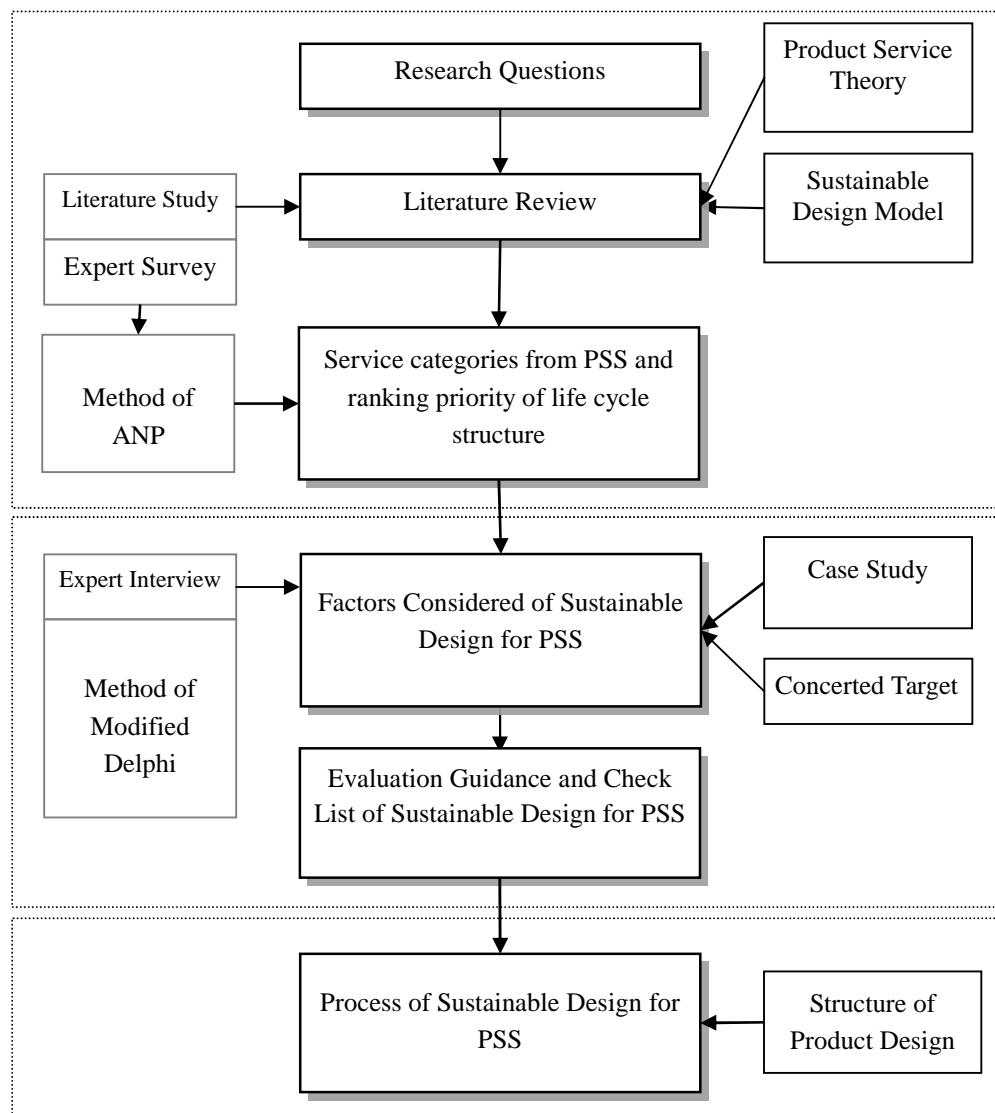 Research Questions
Product Service
Theory
Literature Study
Literature Review
Sustainable
Design Model
Expert Survey
Method of
ANP
Service categories from PSS and
ranking priority of life cycle
structure
Expert Interview
Factors Considered of Sustainable
Design for PSS
Case Study
Concerted Target
Method of
Modified
Delphi
Evaluation Guidance and Check
List of Sustainable Design for PSS
Process of Sustainable Design for
PSS
Structure of
Product Design